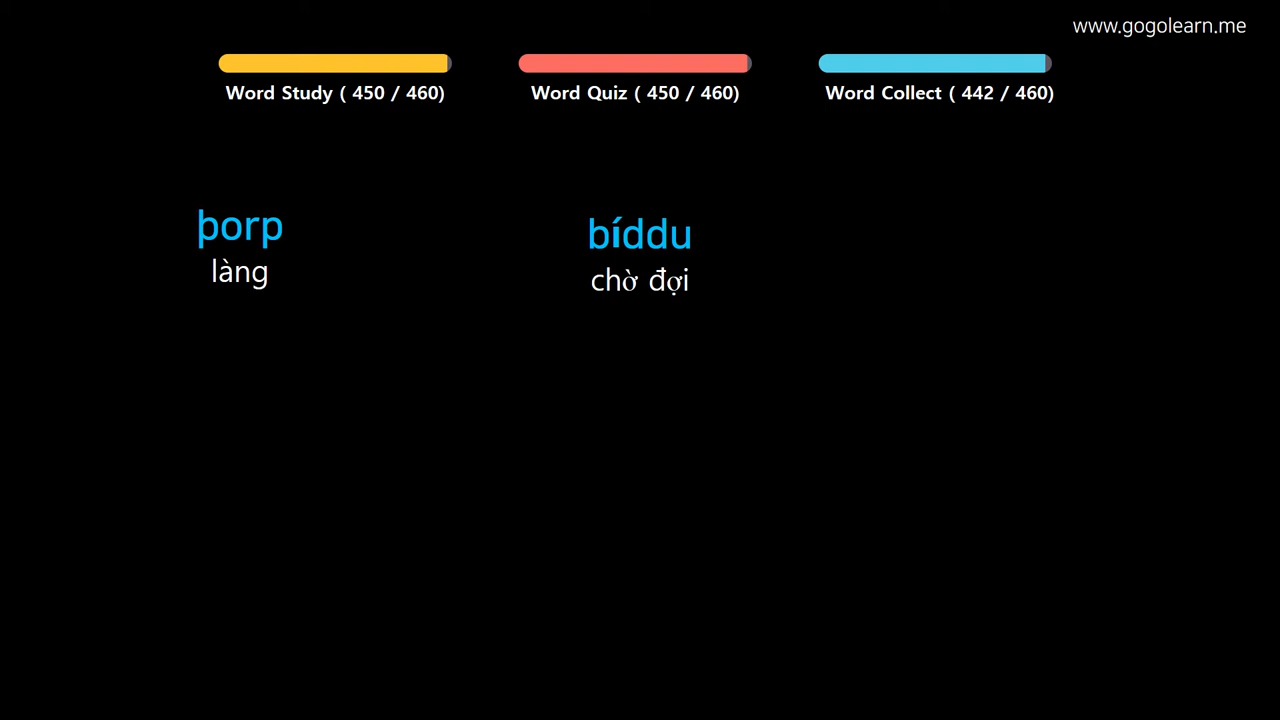 www.gogolearn.me
Word Study ( 450 / 460)
Word Quiz ( 450 / 460)
Word Collect ( 442 / 460)
þorp
làng
bíddu
chờ đợi